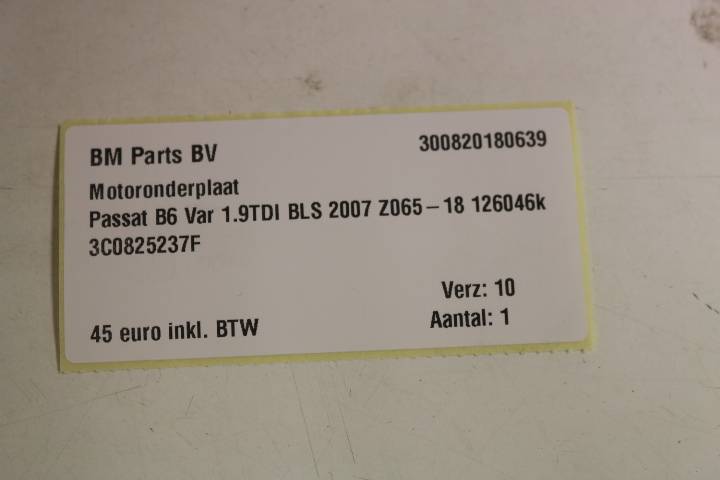 BM Parts BV 300820180639
Motoronderplaat
Passat B6 Var 1.9TDI BLS 2007 Z065-18 126046k
3C0825237F
Verz: 10
45 euro inkl. BTW Aantal: 1